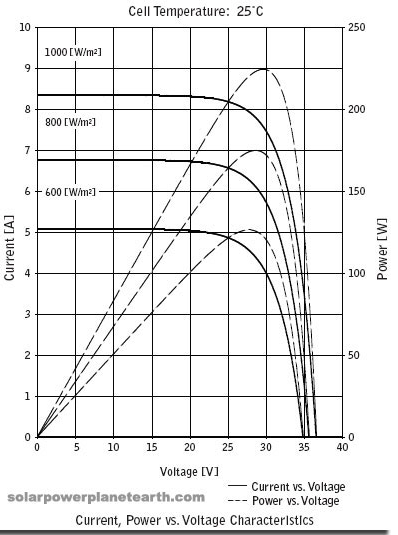 Cell Temperature: 25°C
10
9
8
7
6
5
4
3
2
1
0
Current [A]
1000 [W/m²]
800 [W/m²]
600 [W/m²]
250
200
150
100
50
0
Power [W]
0 5 10 15 20 25 30 35 40
Voltage [V]
Current vs. Voltage
Power vs. Voltage
solarpowerplanetearth.com
Current, Power vs. Voltage Characteristics